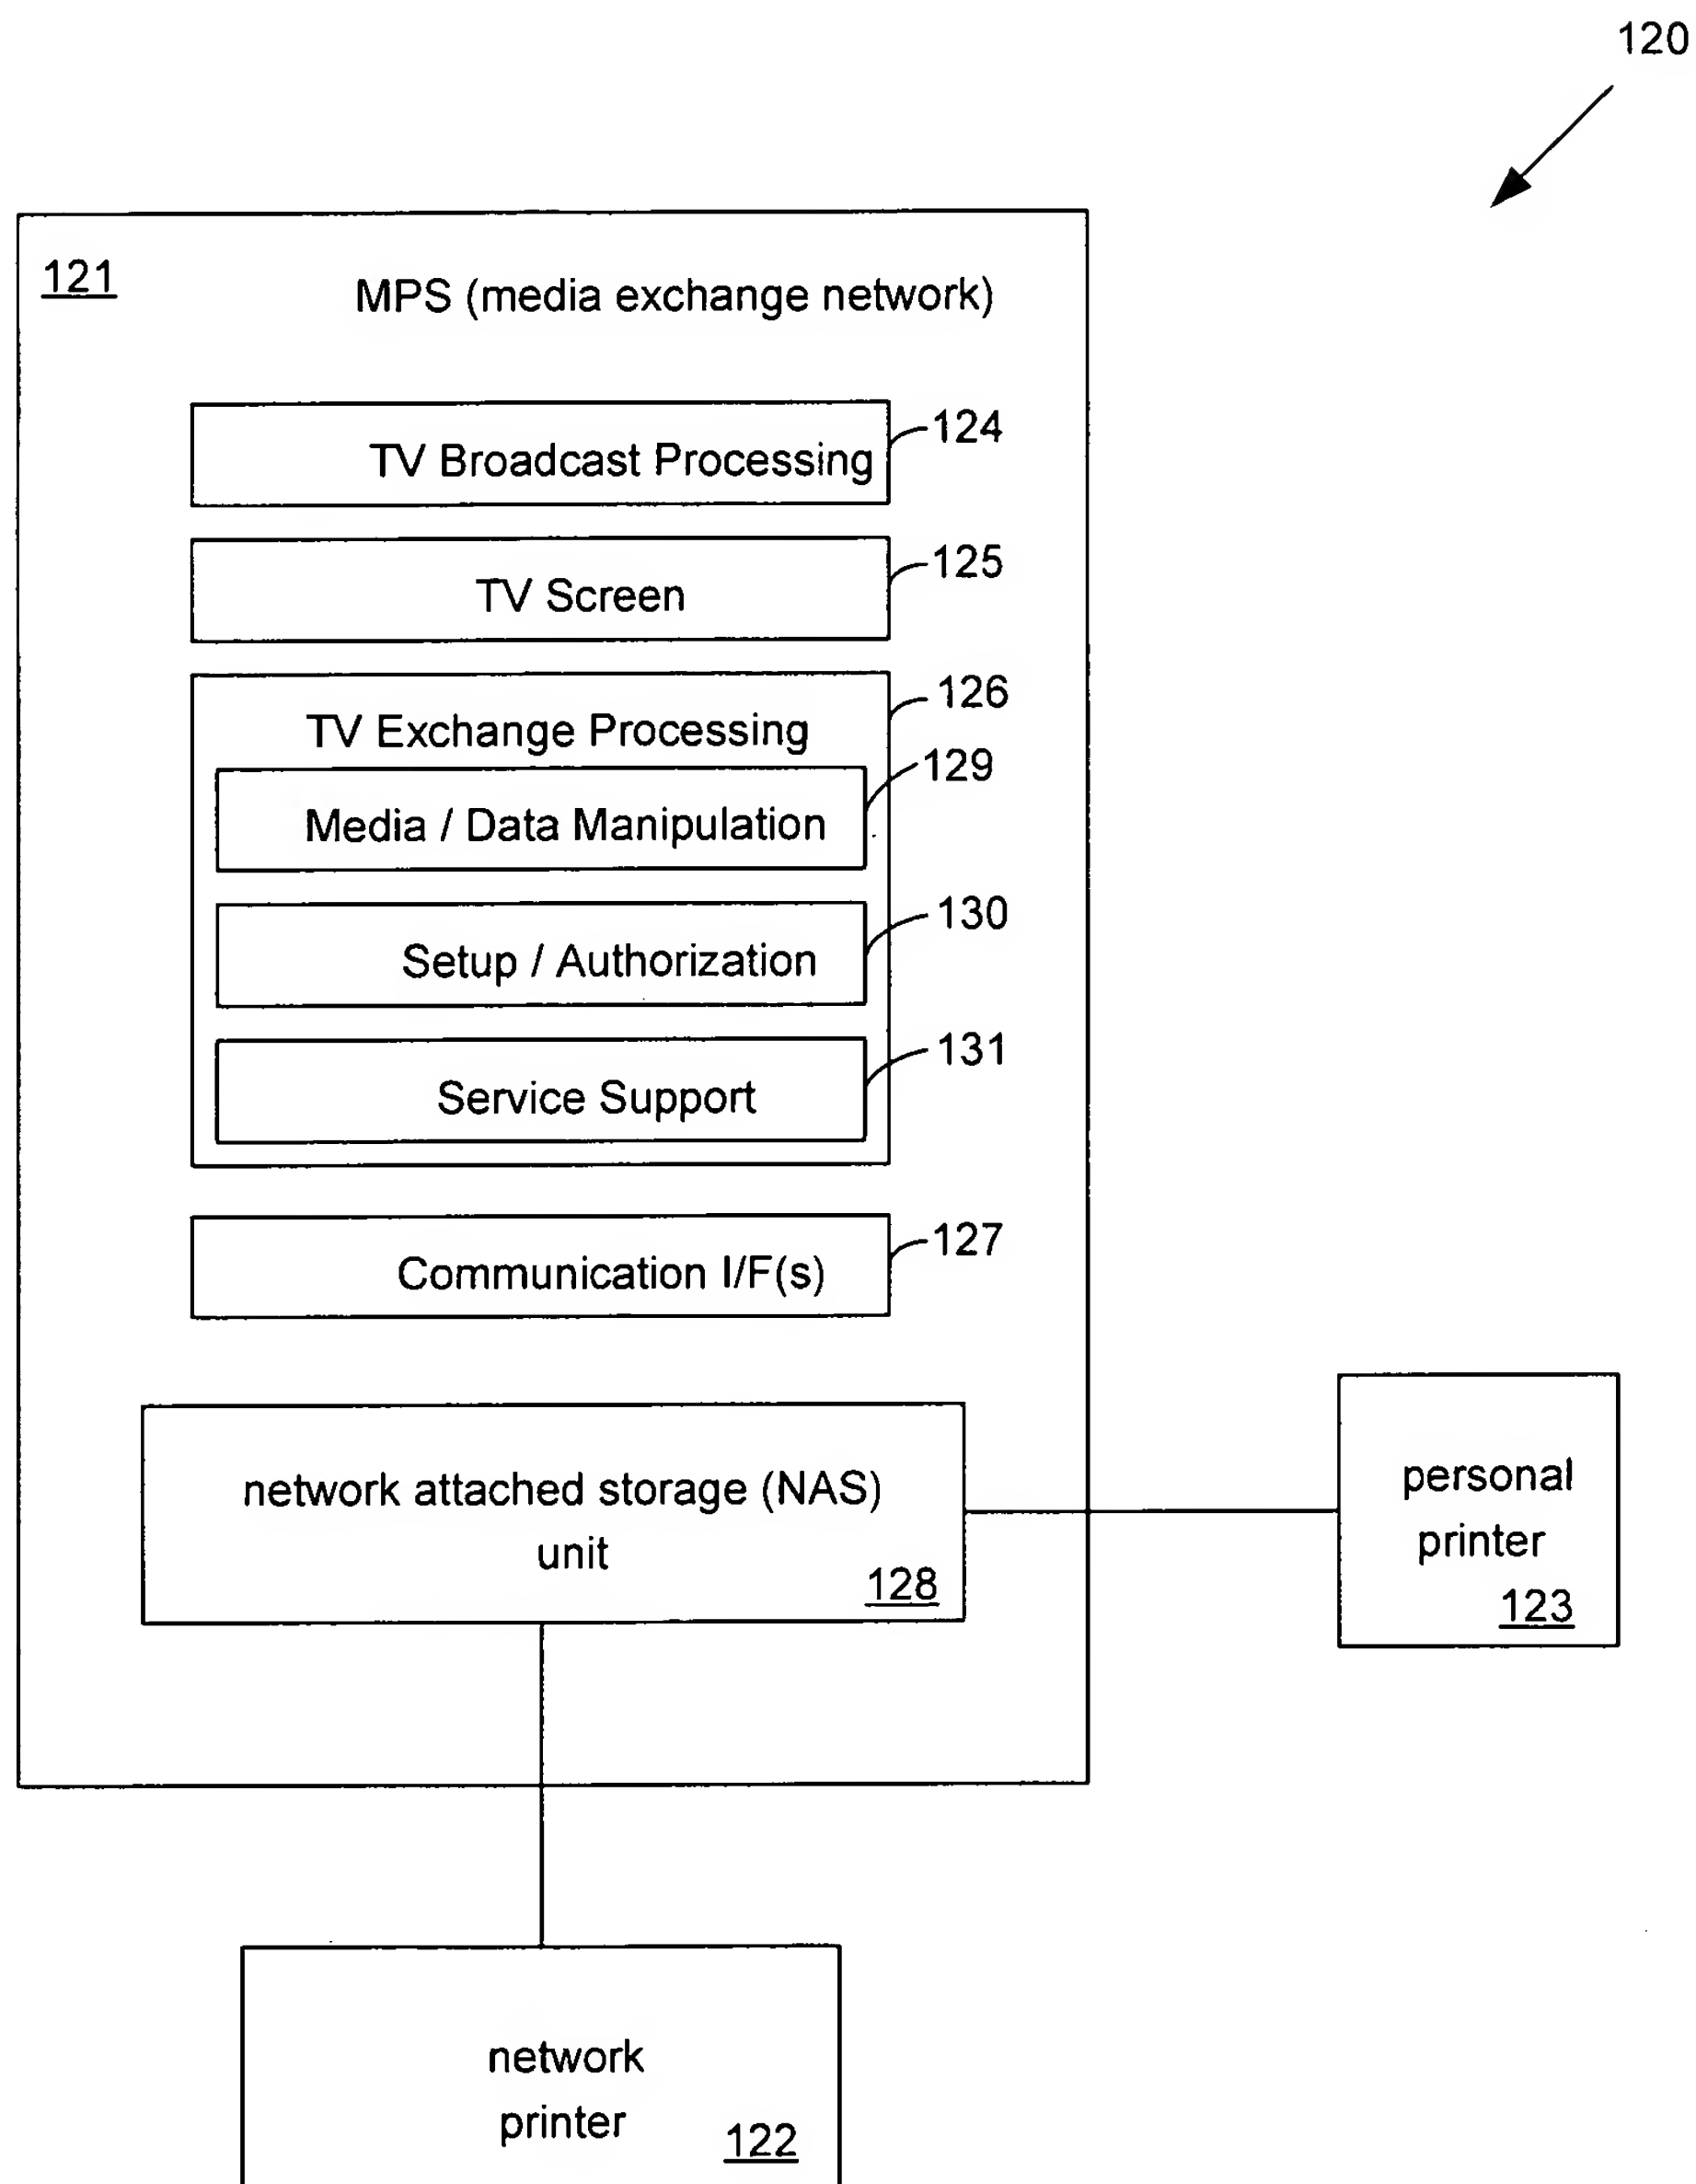 120
121
MPS (media exchange network)
124
TV Broadcast Processing
125
TV Screen
126
TV Exchange Processing
129
Media / Data Manipulation
130
Setup / Authorization
131
Service Support
127
Communication I/F(s)
network attached storage (NAS)
unit
128
personal
printer
123
network
printer
122